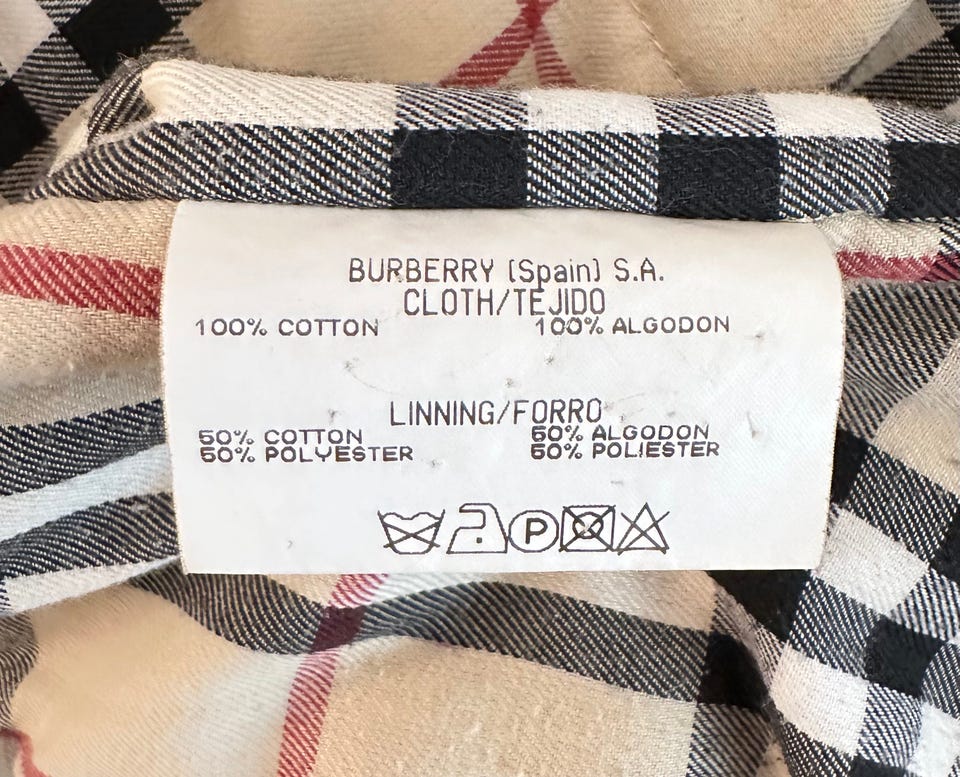 BURBERRY (Spain) S.A.
CLOTH/TEJIDO
100% COTTON 100% ALGODON
LINNING/FORRO
50% COTTON 50% ALGODON
50% POLYESTER 50% POLIESTER
P